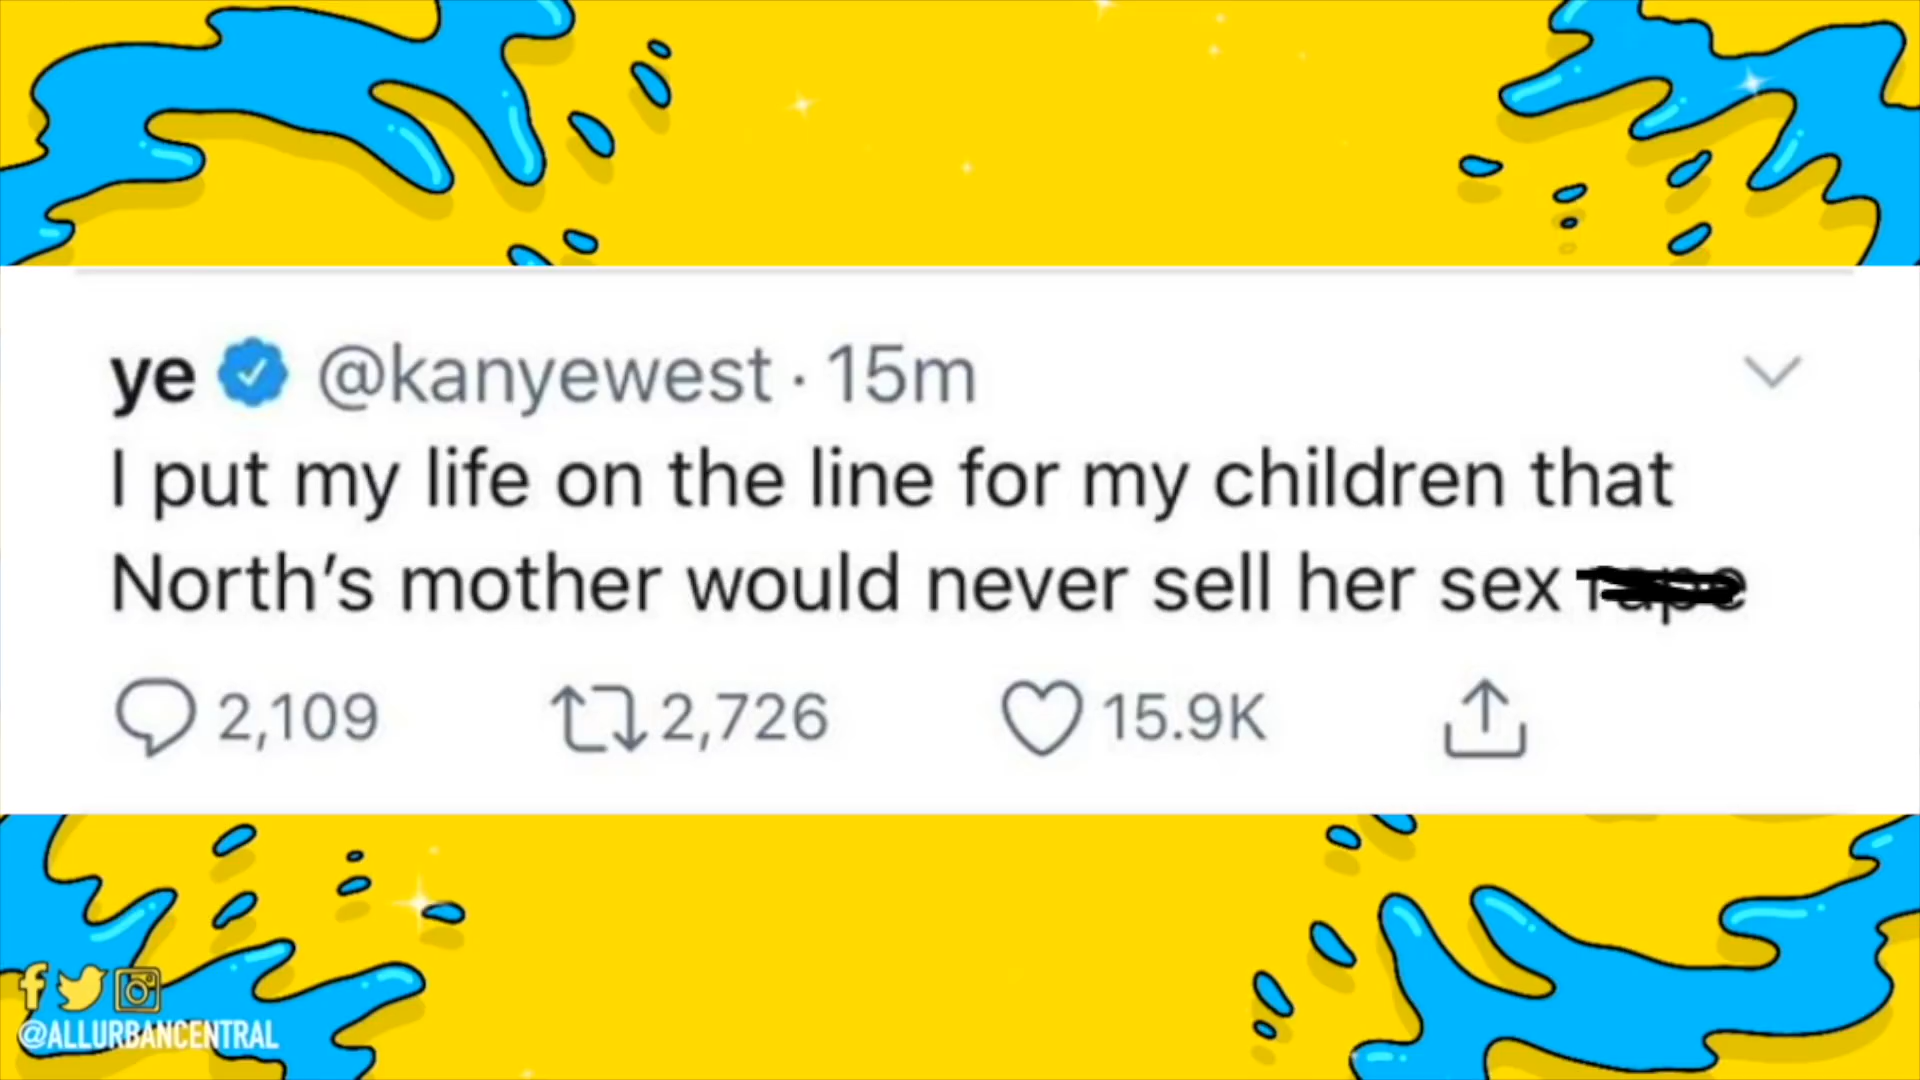 ye @kanyewest · 15m
I put my life on the line for my children that
North's mother would never sell her sex
2,109 2,726 15.9K
@ALLURBANCENTRAL